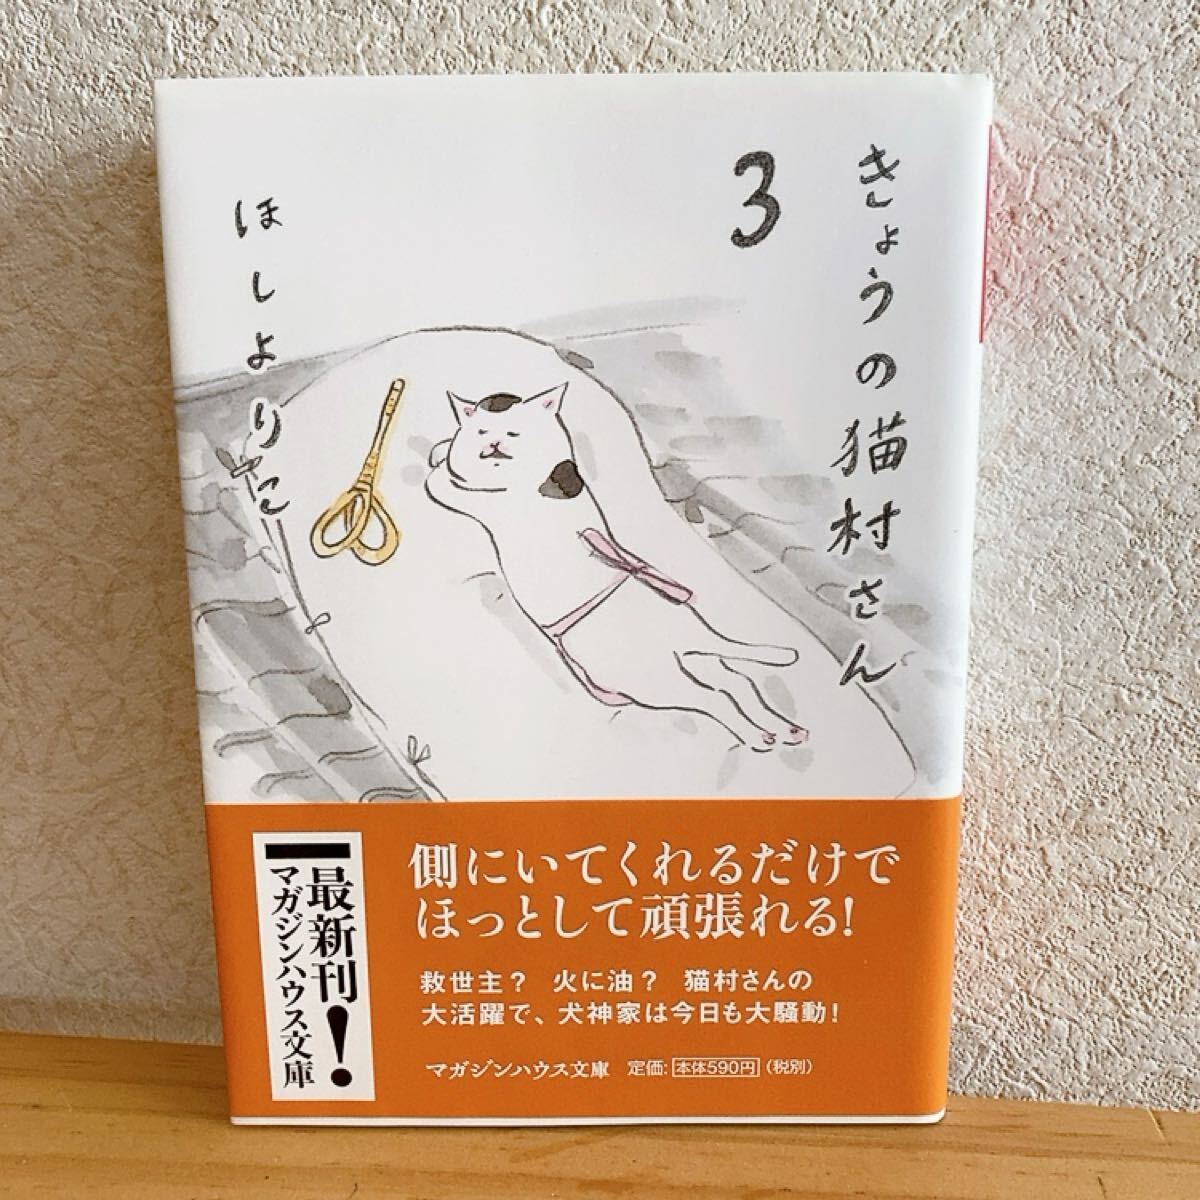 きょうの猫村さん
3
ほしよりこ
最新刊!
マガジンハウス文庫
側にいてくれるだけで
ほっとして頑張れる!
救世主? 火に油? 猫村さんの
大活躍で、犬神家は今日も大騒動!
マガジンハウス文庫 定価:本体590円(税別)